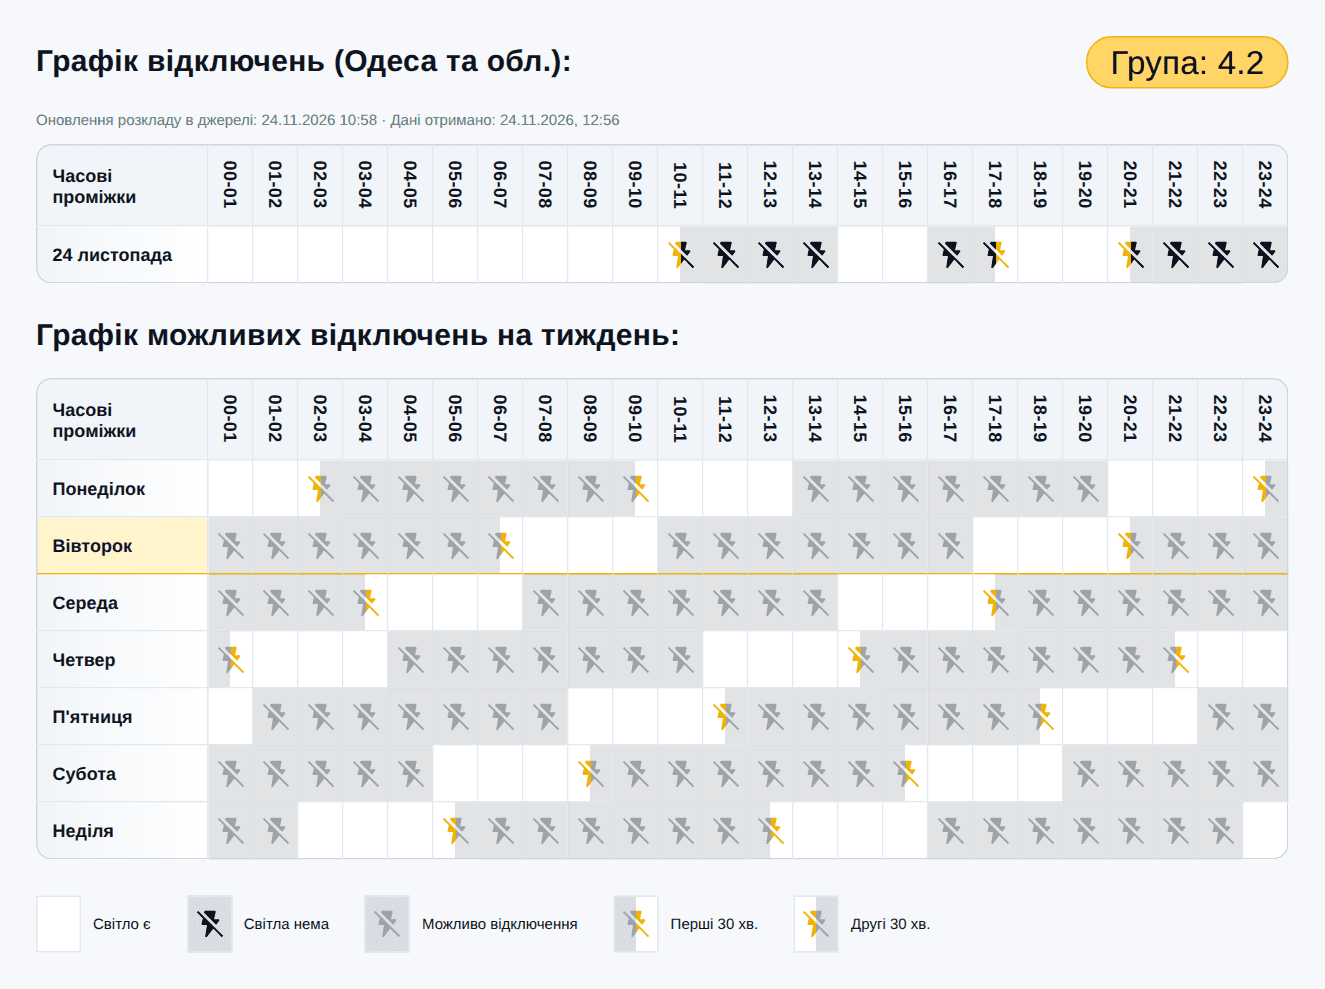 Графік відключень (Одеса та обл.):
Група: 4.2
Оновлення розкладу в джерелі: 24.11.2026 10:58 · Дані отримано: 24.11.2026, 12:56
Часові проміжки 00-01 01-02 02-03 03-04 04-05 05-06 06-07 07-08 08-09 09-10 10-11 11-12 12-13 13-14 14-15 15-16 16-17 17-18 18-19 19-20 20-21 21-22 22-23 23-24
24 листопада
Графік можливих відключень на тиждень:
Часові проміжки 00-01 01-02 02-03 03-04 04-05 05-06 06-07 07-08 08-09 09-10 10-11 11-12 12-13 13-14 14-15 15-16 16-17 17-18 18-19 19-20 20-21 21-22 22-23 23-24
Понеділок
Вівторок
Середа
Четвер
П'ятниця
Субота
Неділя
Світло є Світла нема Можливо відключення Перші 30 хв. Другі 30 хв.